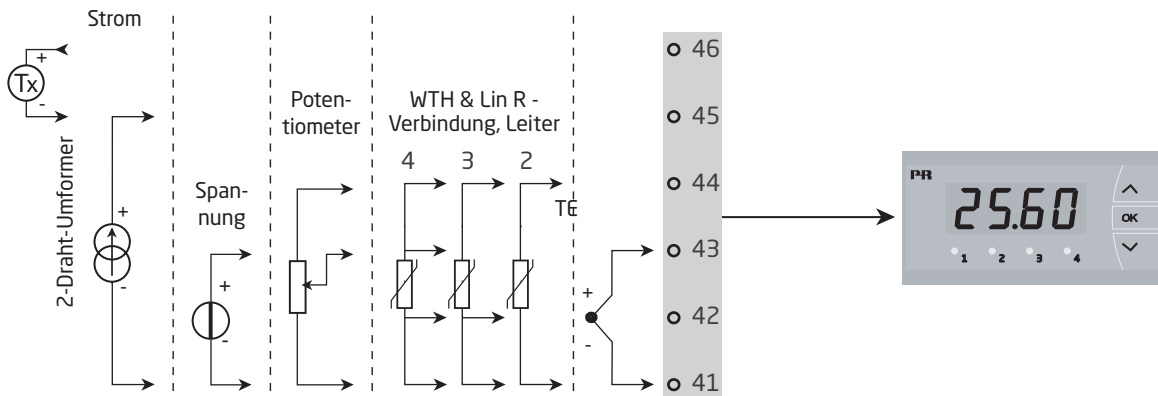 Strom
+
Tx
-
2-Draht-Umformer
+
-
Span-
nung
+
-
Poten-
tiometer
WTH & Lin R -
Verbindung, Leiter
4 3 2
TE
+
-
46
45
44
43
42
41
PR
25.60
OK
1 2 3 4